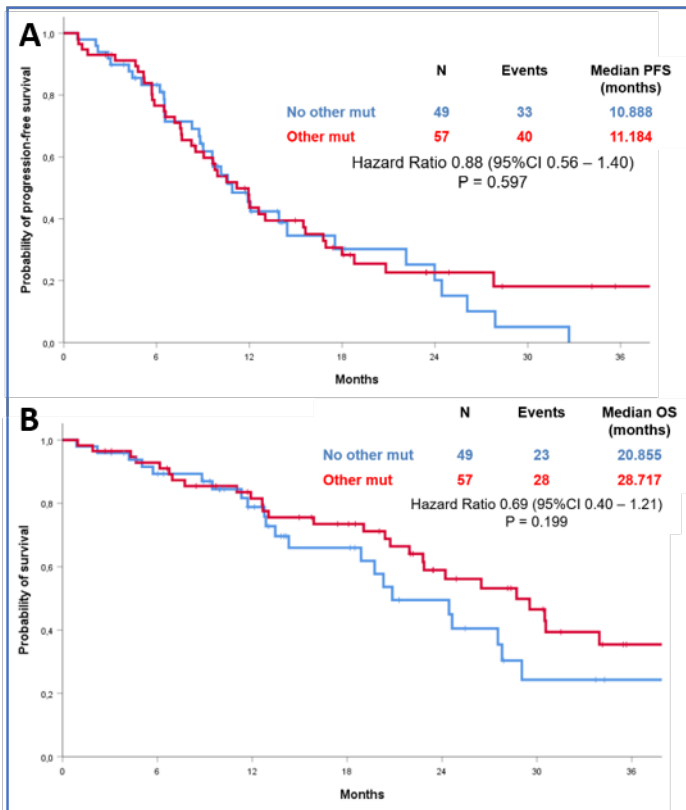 A
N Events Median PFS
(months)
No other mut 49 33 10.888
Other mut 57 40 11.184
Hazard Ratio 0.88 (95%CI 0.56 – 1.40)
P = 0.597
Probability of progression-free survival
1,0
0,8
0,6
0,4
0,2
0,0
0 6 12 18 24 30 36
Months
B
N Events Median OS
(months)
No other mut 49 23 20.855
Other mut 57 28 28.717
Hazard Ratio 0.69 (95%CI 0.40 – 1.21)
P = 0.199
Probability of survival
1,0
0,8
0,6
0,4
0,2
0,0
0 6 12 18 24 30 36
Months